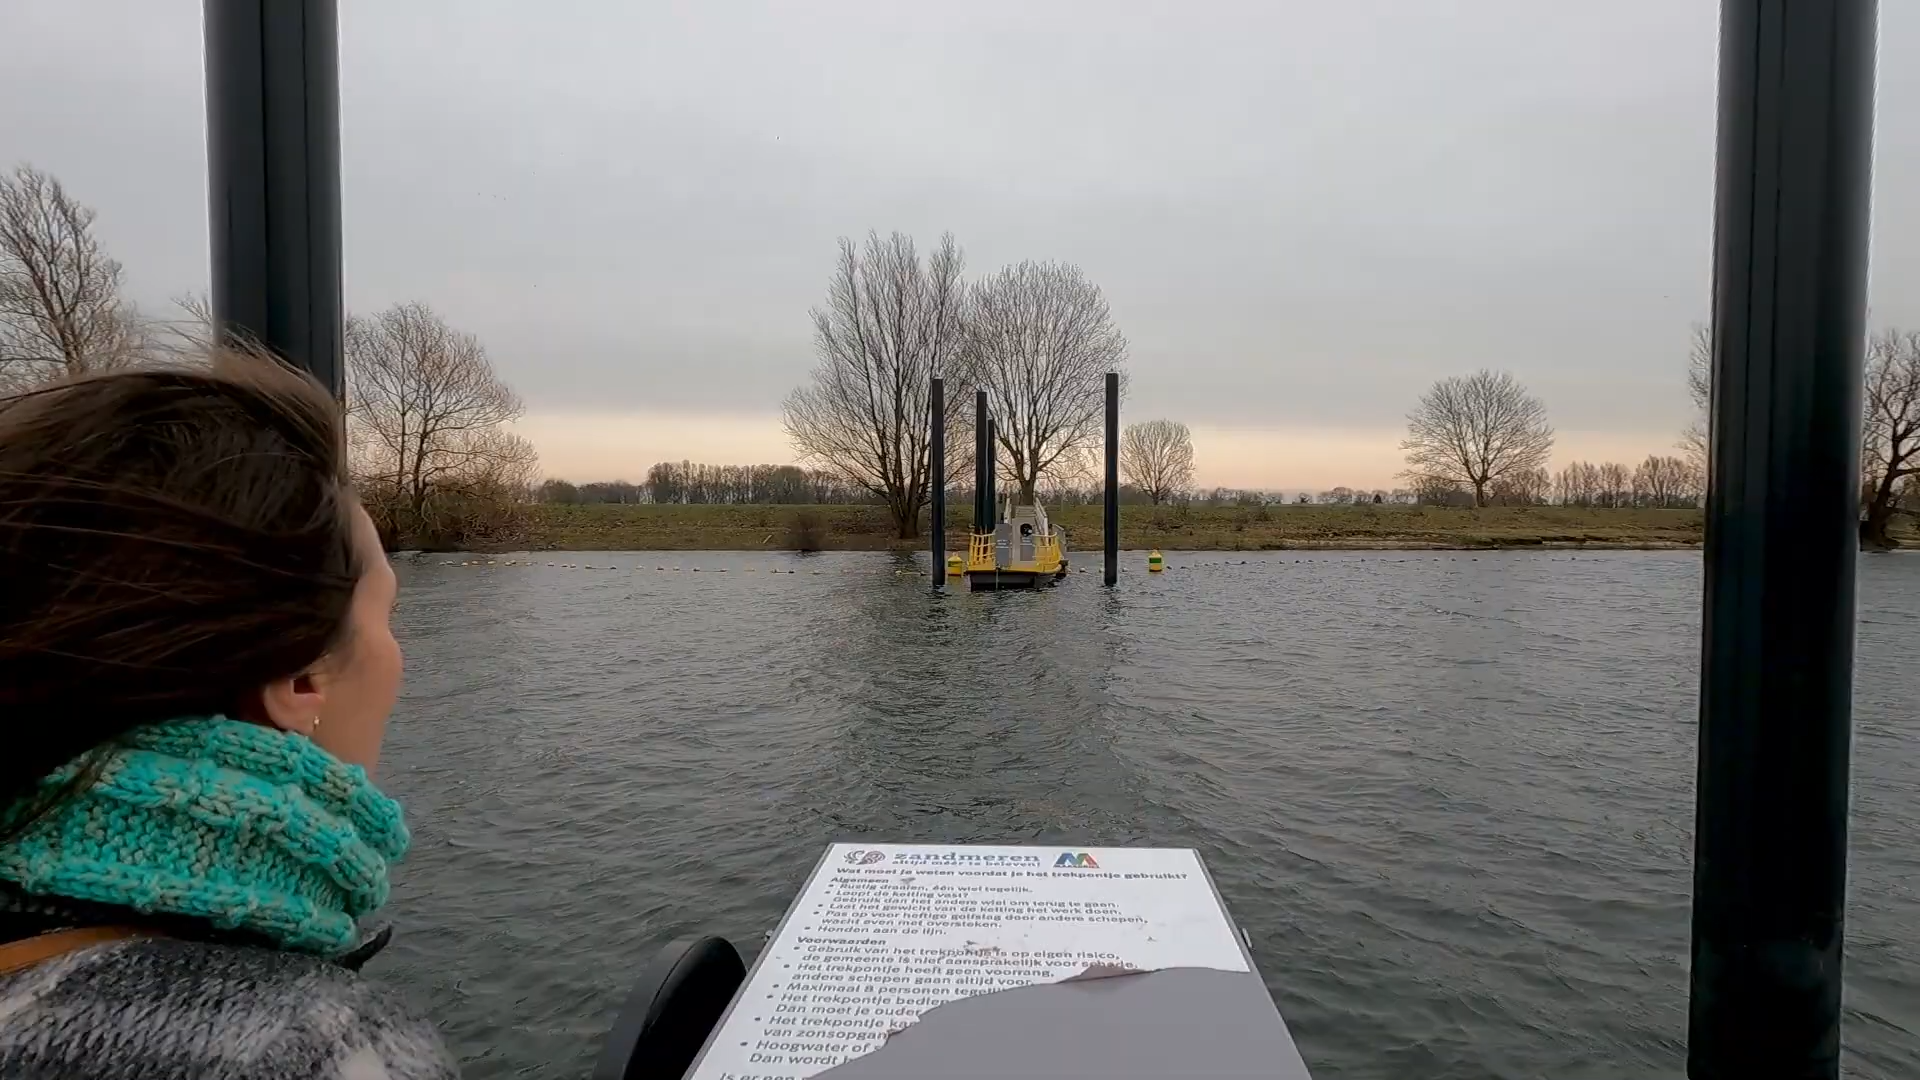 zandmeren
altijd méér te beleven!
Wat moet je weten voordat je het trekpontje gebruikt?
Algemeen
• Rustig draaien, één wiel tegelijk.
• Loopt de ketting vast?
Gebruik dan het andere wiel om terug te gaan.
• Laat het gewicht van de ketting het werk doen.
• Pas op voor heftige golfslag door andere schepen,
wacht even met oversteken.
• Honden aan de lijn.
Voorwaarden
• Gebruik van het trekpontje is op eigen risico,
de gemeente is niet aansprakelijk voor schade.
• Het trekpontje heeft geen voorrang,
andere schepen gaan altijd voor.
• Maximaal 8 personen
• Het trekpontje
Dan moet je
• Het trekpontje
van
• Hoogwater of
Dan wordt
Is er een